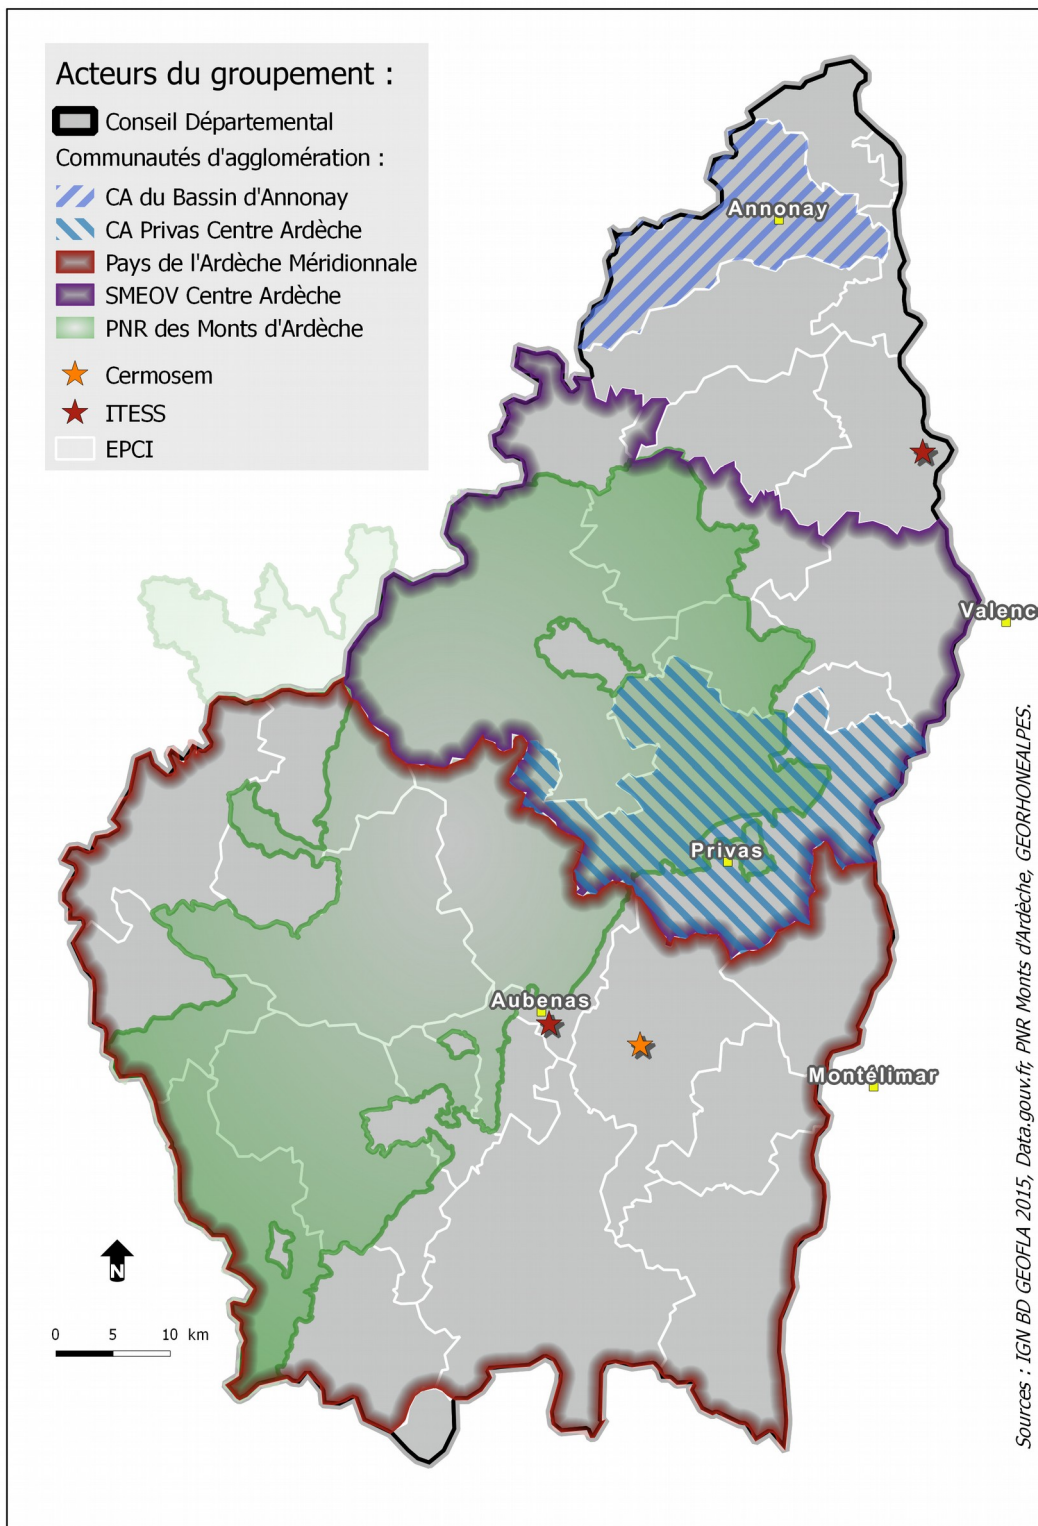 Acteurs du groupement :
Conseil Départemental
Communautés d'agglomération :
CA du Bassin d'Annonay
CA Privas Centre Ardèche
Pays de l'Ardèche Méridionnale
SMEOV Centre Ardèche
PNR des Monts d'Ardèche
Cermosem
ITESS
EPCI
Annonay
Valenc
Privas
Aubenas
Montélimar
N
0 5 10 km
Sources : IGN BD GEOFLA 2015, Data.gouv.fr, PNR Monts d'Ardèche, GEORHONEALPES.